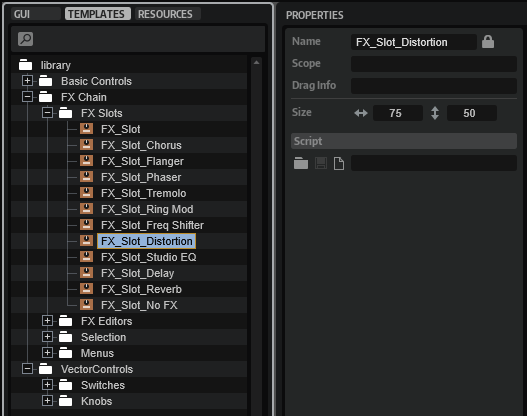 GUI TEMPLATES RESOURCES
library
Basic Controls
FX Chain
FX Slots
FX_Slot
FX_Slot_Chorus
FX_Slot_Flanger
FX_Slot_Phaser
FX_Slot_Tremolo
FX_Slot_Ring Mod
FX_Slot_Freq Shifter
FX_Slot_Distortion
FX_Slot_Studio EQ
FX_Slot_Delay
FX_Slot_Reverb
FX_Slot_No FX
FX Editors
Selection
Menus
VectorControls
Switches
Knobs
PROPERTIES
Name FX_Slot_Distortion
Scope
Drag Info
Size 75 50
Script